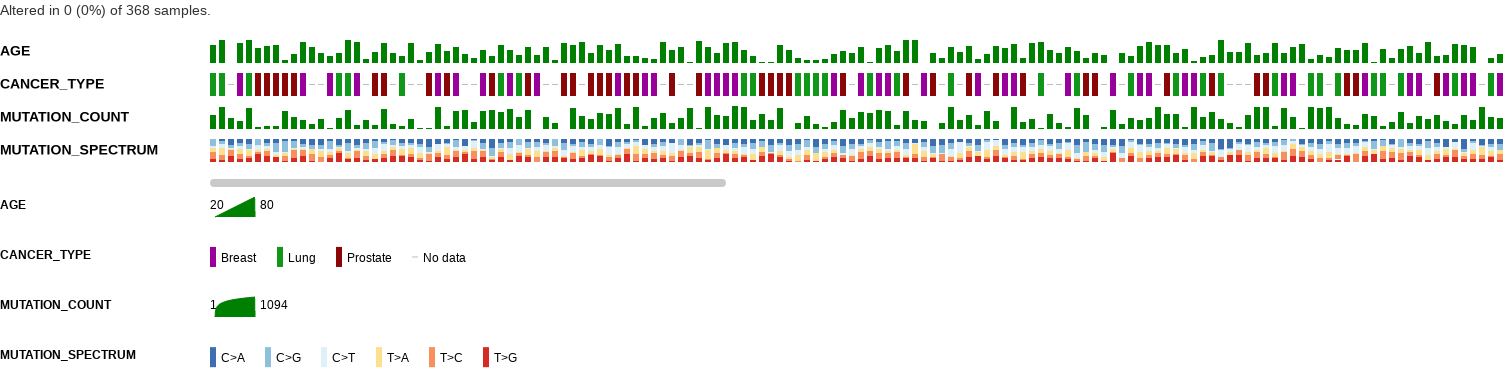 Altered in 0 (0%) of 368 samples.
AGE
CANCER_TYPE
MUTATION_COUNT
MUTATION_SPECTRUM
AGE 20 80
CANCER_TYPE Breast Lung Prostate No data
MUTATION_COUNT 1 1094
MUTATION_SPECTRUM C>A C>G C>T T>A T>C T>G